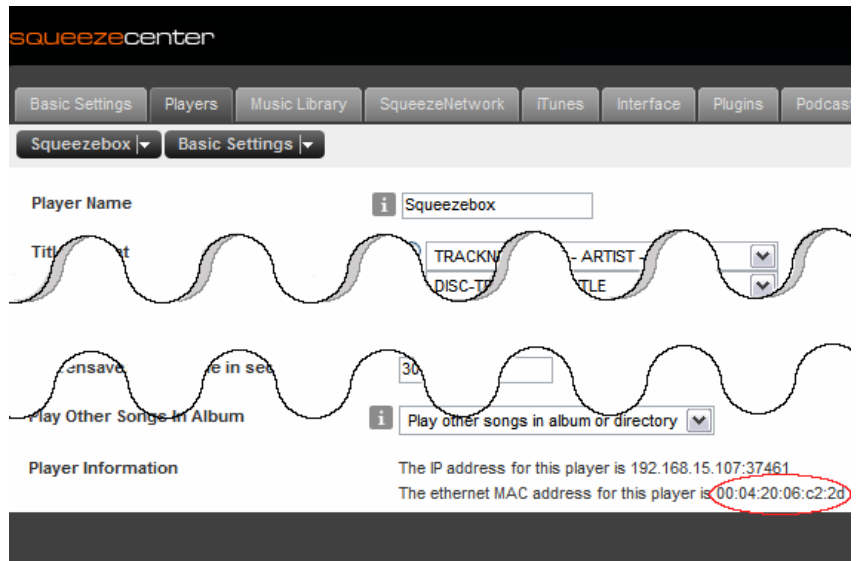 squeezecenter
Basic Settings Players Music Library SqueezeNetwork iTunes Interface Plugins Podcas
Squeezebox Basic Settings
Player Name i Squeezebox
TRACKN - ARTIST -
DISC-T TLE
in sec 30
Play Other Songs In Album i Play other songs in album or directory
Player Information The IP address for this player is 192.168.15.107:37461
The ethernet MAC address for this player is 00:04:20:06:c2:2d